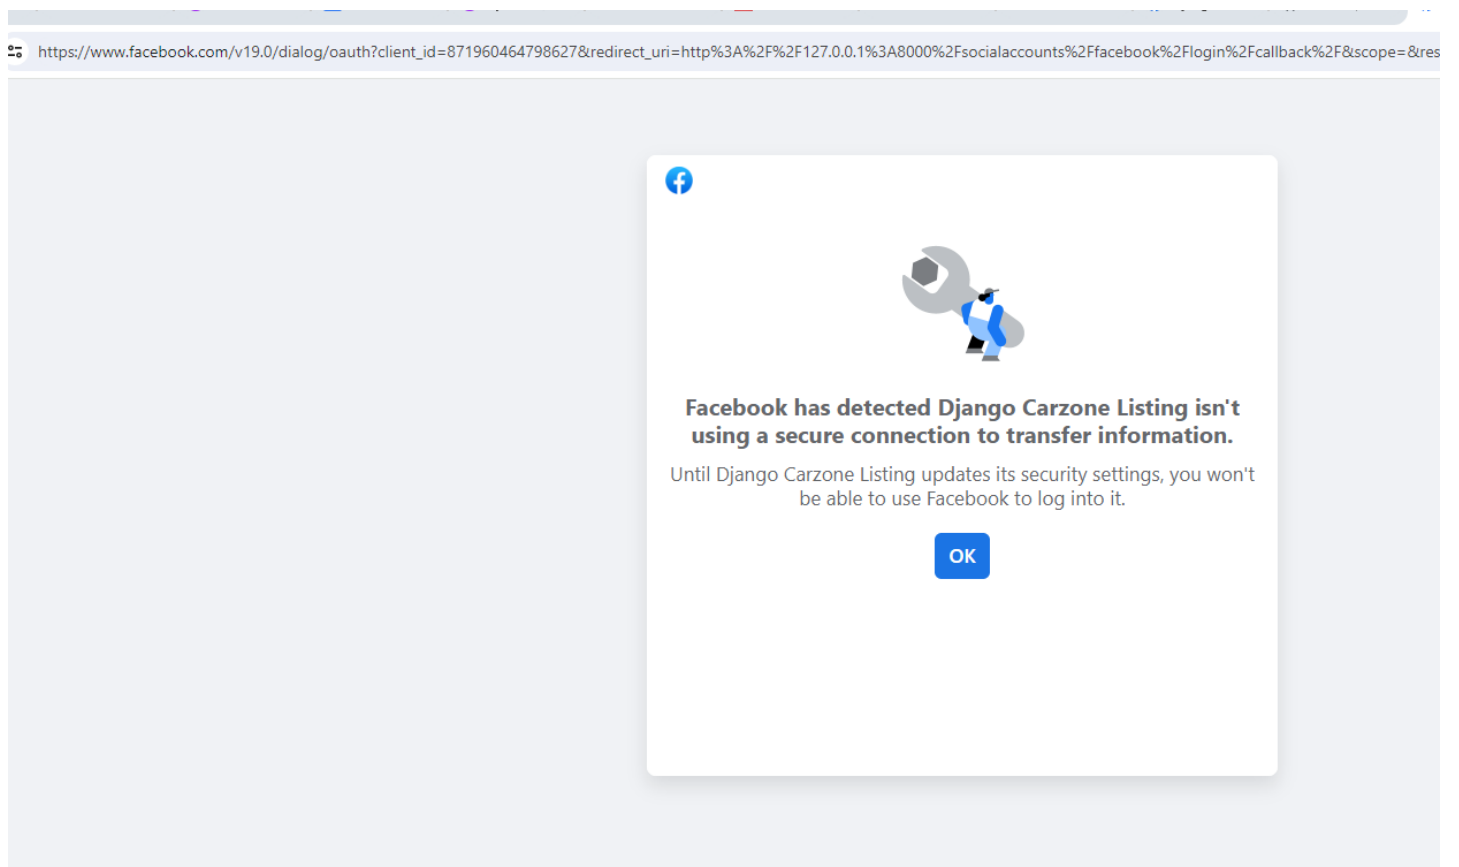 https://www.facebook.com/v19.0/dialog/oauth?client_id=871960464798627&redirect_uri=http%3A%2F%2F127.0.0.1%3A8000%2Fsocialaccounts%2Ffacebook%2Flogin%2Fcallback%2F&scope=&res
Facebook has detected Django Carzone Listing isn't
using a secure connection to transfer information.
Until Django Carzone Listing updates its security settings, you won't
be able to use Facebook to log into it.
OK